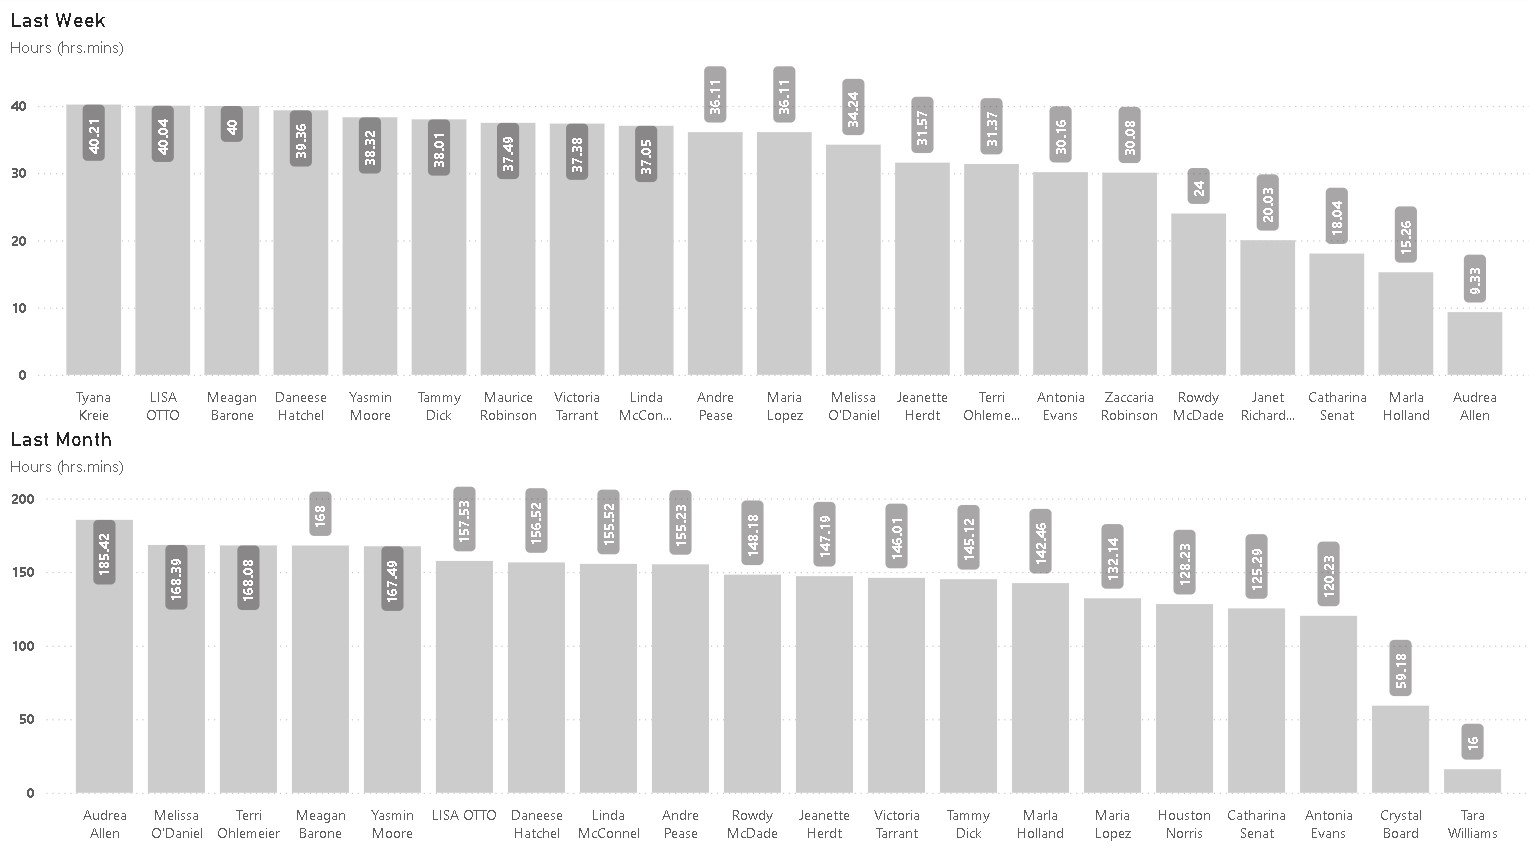 Last Week
Hours (hrs.mins)
40
30
20
10
0
40.21
40.04
40
39.36
38.32
38.01
37.49
37.38
37.05
36.11
36.11
34.24
31.57
31.37
30.16
30.08
24
20.03
18.04
15.26
9.33
Tyana
Kreie
LISA
OTTO
Meagan
Barone
Daneese
Hatchel
Yasmin
Moore
Tammy
Dick
Maurice
Robinson
Victoria
Tarrant
Linda
McCon...
Andre
Pease
Maria
Lopez
Melissa
O'Daniel
Jeanette
Herdt
Terri
Ohleme...
Antonia
Evans
Zaccaria
Robinson
Rowdy
McDade
Janet
Richard...
Catharina
Senat
Marla
Holland
Audrea
Allen
Last Month
Hours (hrs.mins)
200
150
100
50
0
185.42
168.39
168.08
168
167.49
157.53
156.52
155.52
155.23
148.18
147.19
146.01
145.12
142.46
132.14
128.23
125.29
120.23
59.18
16
Audrea
Allen
Melissa
O'Daniel
Terri
Ohlemeier
Meagan
Barone
Yasmin
Moore
LISA OTTO
Daneese
Hatchel
Linda
McConnel
Andre
Pease
Rowdy
McDade
Jeanette
Herdt
Victoria
Tarrant
Tammy
Dick
Marla
Holland
Maria
Lopez
Houston
Norris
Catharina
Senat
Antonia
Evans
Crystal
Board
Tara
Williams